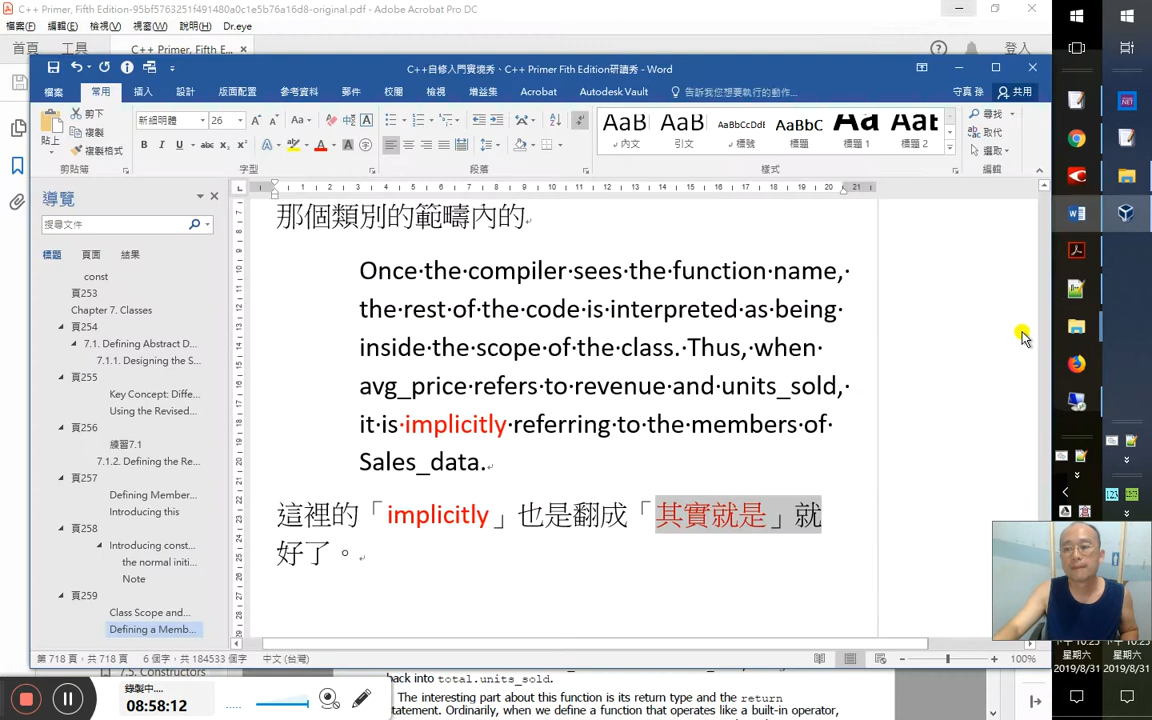 C++ Primer, Fifth Edition-95bf5763251f491480a0c1e5b76a16d8-original.pdf - Adobe Acrobat Pro DC
檔案(F) 編輯(E) 檢視(V) 視窗(W) 說明(H) Dr.eye
首頁 工具 C++ Primer, Fifth E... × 登入
C++自修入門實境秀、C++ Primer Fifth Edition研讀秀 - Word
檔案 常用 插入 設計 版面配置 參考資料 郵件 校閱 檢視 增益集 Acrobat Autodesk Vault 告訴我您想要執行的動作... 守真 孫 共用
貼上 剪下 複製 複製格式 新細明體 26 尋找 取代 選取
內文 引文 標號 標題 標題 1 標題 2
剪貼簿 字型 段落 樣式 編輯
導覽
搜尋文件
標題 頁面 結果
const
頁253
Chapter 7. Classes
頁254
7.1. Defining Abstract D...
7.1.1. Designing the S...
頁255
Key Concept: Diffe...
Using the Revised...
頁256
練習7.1
7.1.2. Defining the Re...
頁257
Defining Member...
Introducing this
頁258
Introducing const...
the normal initi...
Note
頁259
Class Scope and...
Defining a Memb...
那個類別的範疇內的
Once the compiler sees the function name,
the rest of the code is interpreted as being
inside the scope of the class. Thus, when
avg_price refers to revenue and units_sold,
it is implicitly referring to the members of
Sales_data.
這裡的「implicitly」也是翻成「其實就是」就
好了。
第 718 頁，共 718 頁 6 個字，共 184533 個字 中文 (台灣) 100%
7.5. Constructors
back into total.units_sold.
The interesting part about this function is its return type and the return
statement. Ordinarily, when we define a function that operates like a built-in operator,
錄製中...
08:58:12
下午 10:25 下午 10:25
星期六 星期六
2019/8/31 2019/8/31